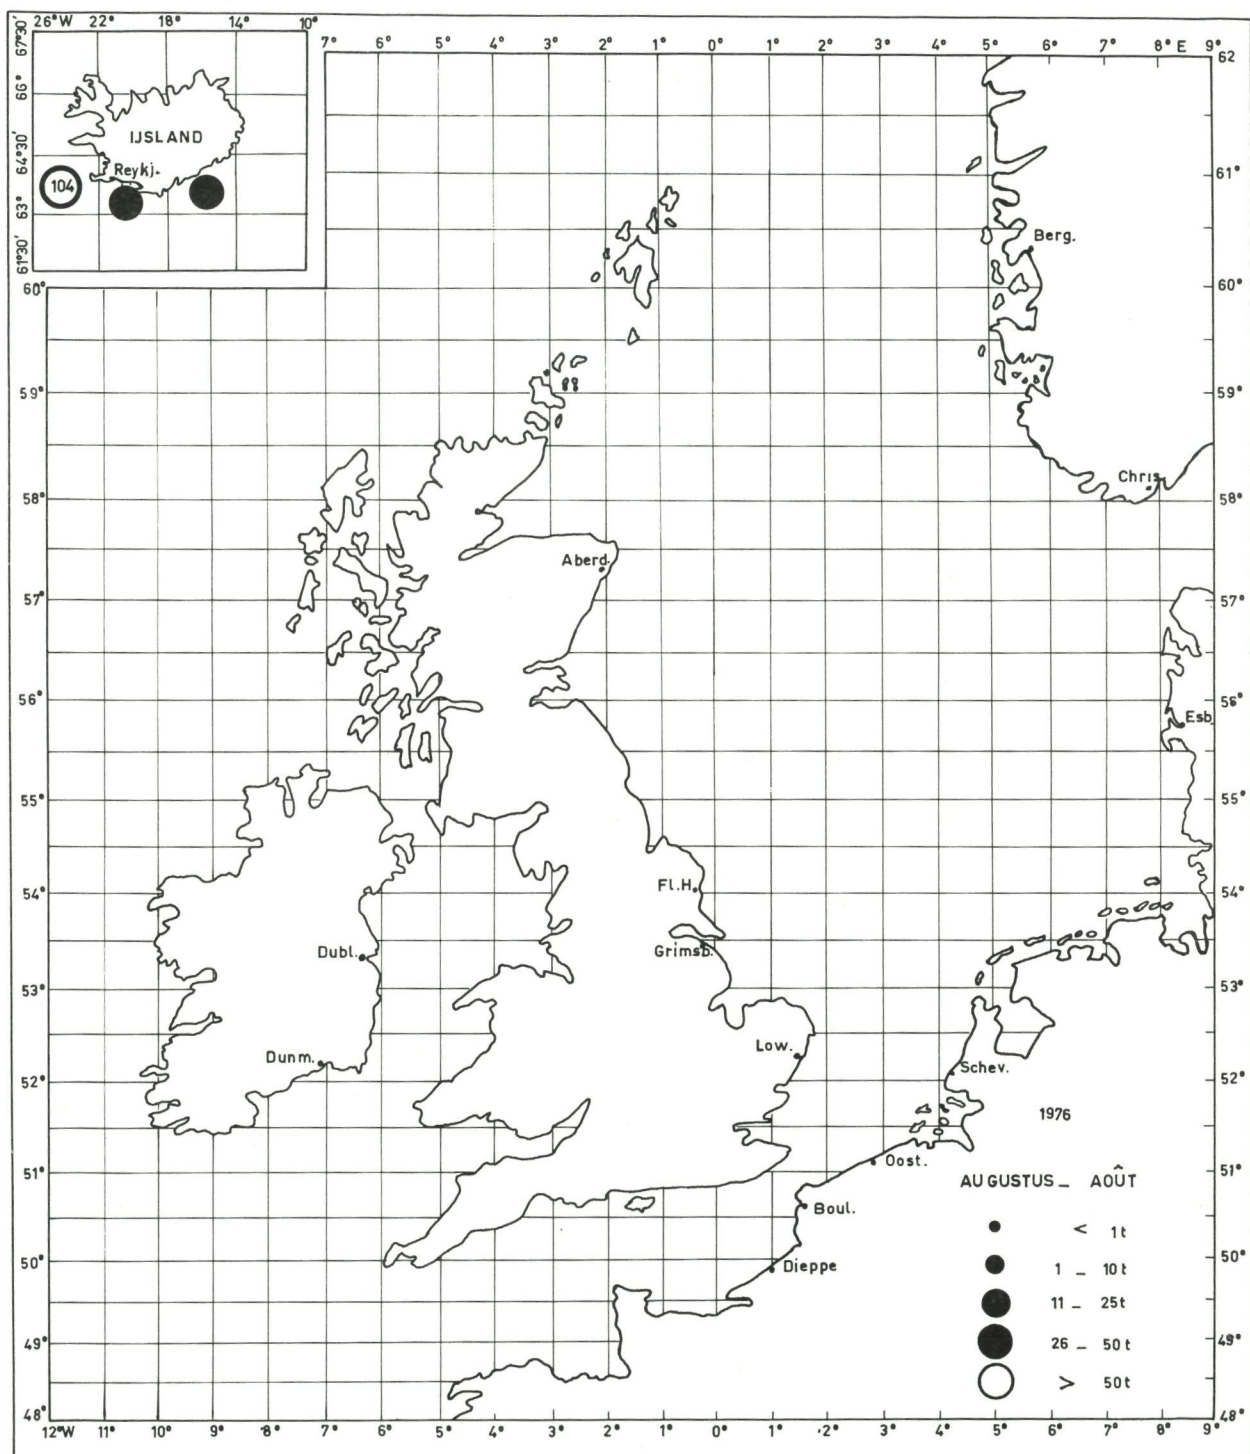 26°W 22° 18° 14° 10°
67°30'
66°
64°30'
63°
61°30'
IJSLAND
Reykj.
104
7° 6° 5° 4° 3° 2° 1° 0° 1° 2° 3° 4° 5° 6° 7° 8° E 9°
62
61°
60°
59°
58°
57°
56°
55°
54°
53°
52°
51°
50°
49°
48°
60°
59°
58°
57°
56°
55°
54°
53°
52°
51°
50°
49°
48°
Berg.
Chris
Aberd.
Esb
Fl.H.
Dubl.
Grimsb.
Dunm.
Low.
Schev.
1976
Oost.
Boul.
Dieppe
AUGUSTUS _ AOÛT
< 1t
1 _ 10t
11 _ 25t
26 _ 50t
> 50t
12°W 11° 10° 9° 8° 7° 6° 5° 4° 3° 2° 1° 0° 1° 2° 3° 4° 5° 6° 7° 8° 9°